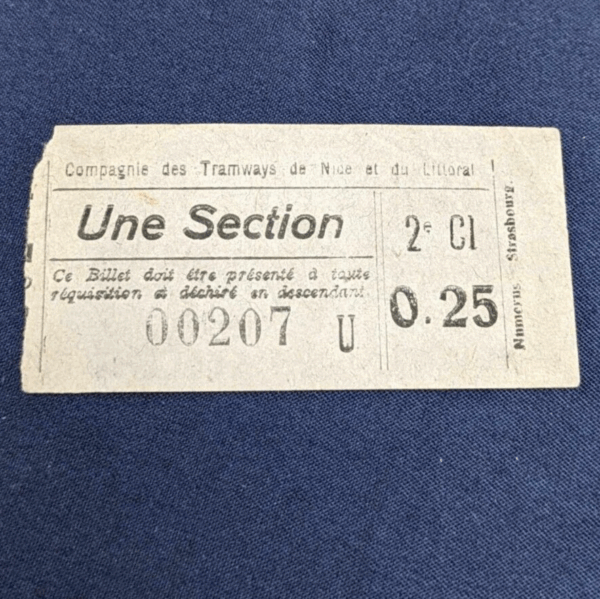 Compagnie des Tramways de Nice et du Littoral
Une Section
2e Cl
Ce Billet doit être présenté à toute
réquisition et déchiré en descendant.
00207 U
0.25
Numerus Strasbourg.